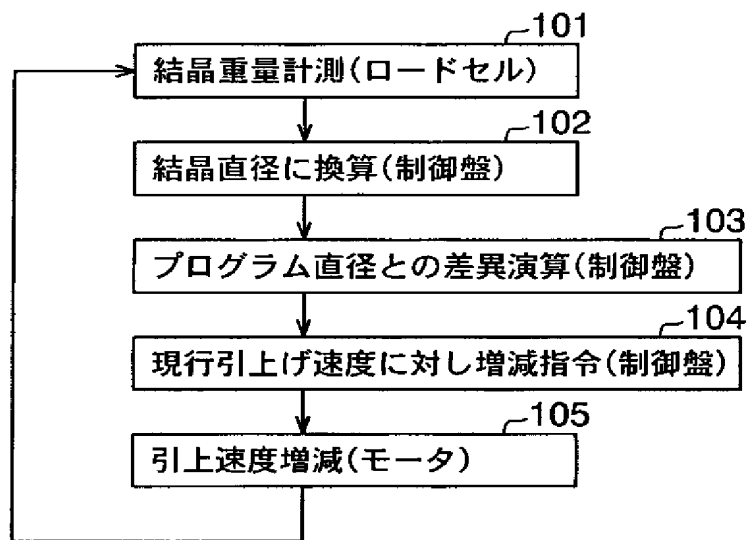 101
結晶重量計測(ロードセル)
102
結晶直径に換算(制御盤)
103
プログラム直径との差異演算(制御盤)
104
現行引上げ速度に対し増減指令(制御盤)
105
引上速度増減(モータ)